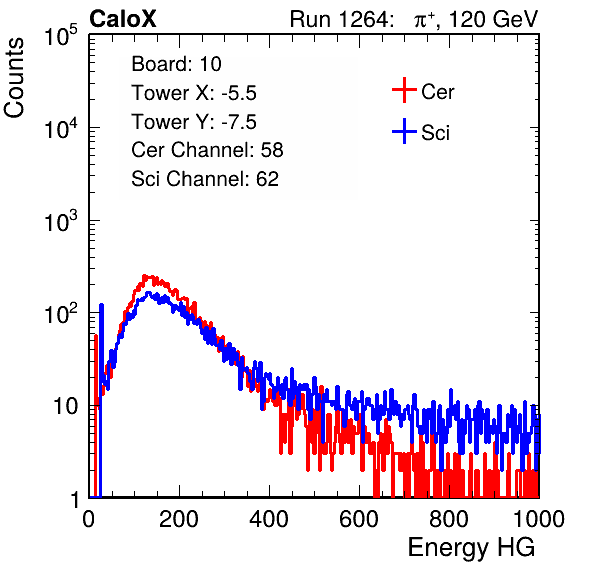 CaloX Run 1264: π⁺, 120 GeV
Counts
10⁵
10⁴
10³
10²
10
1
Board: 10
Tower X: -5.5
Tower Y: -7.5
Cer Channel: 58
Sci Channel: 62
Cer
Sci
0 200 400 600 800 1000
Energy HG